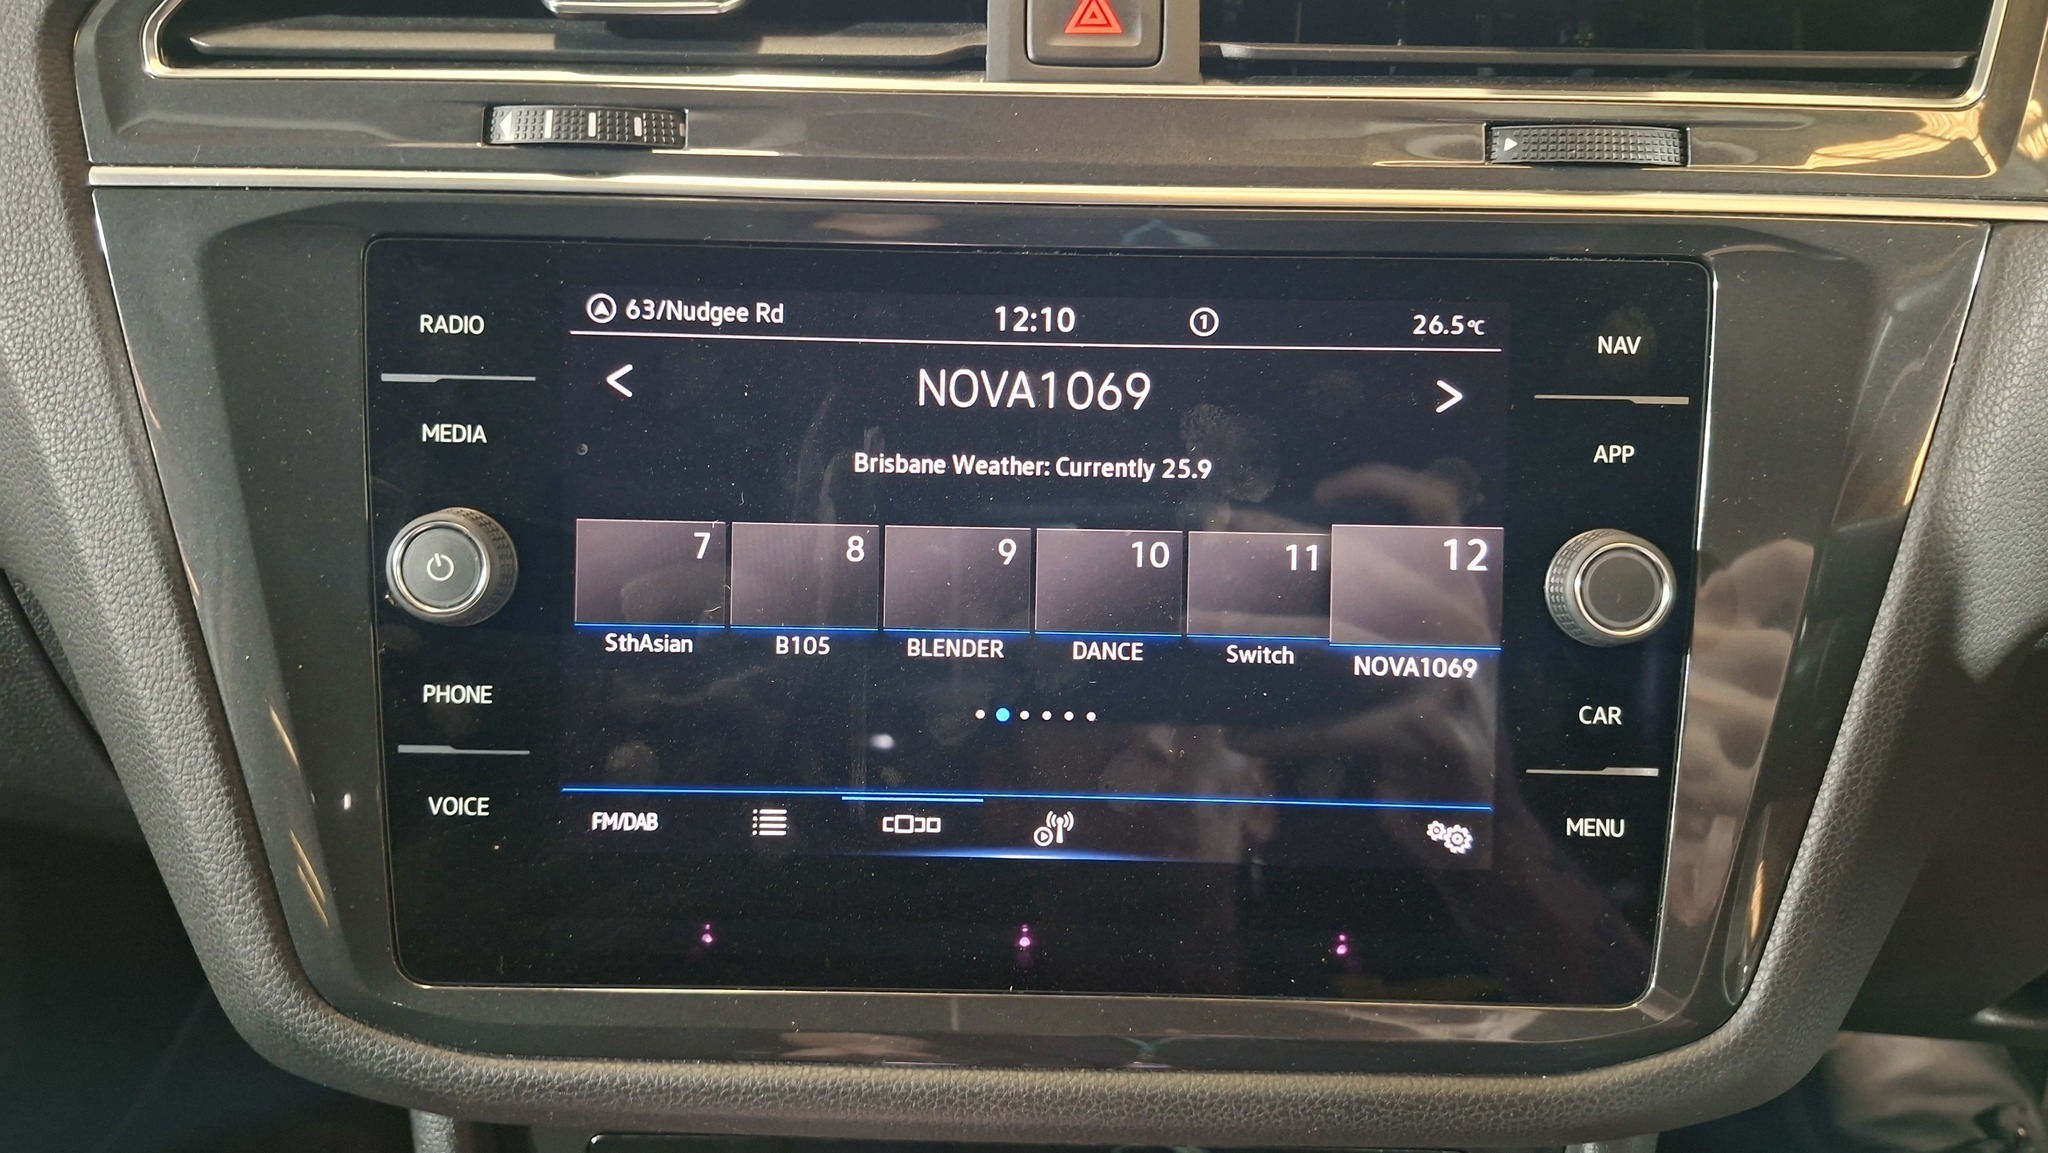 63/Nudgee Rd 12:10 1 26.5°C
RADIO
NAV
< NOVA1069 >
MEDIA
APP
Brisbane Weather: Currently 25.9
7 8 9 10 11 12
SthAsian B105 BLENDER DANCE Switch NOVA1069
PHONE
CAR
VOICE
FM/DAB
MENU